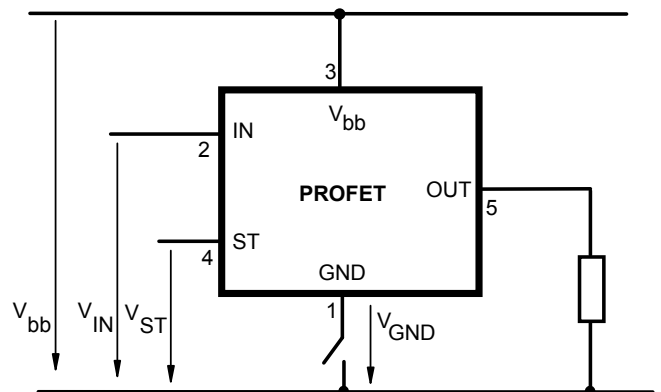 3
V_bb
IN
2
PROFET
OUT
5
ST
4
GND
1
V_bb
V_IN
V_ST
V_GND